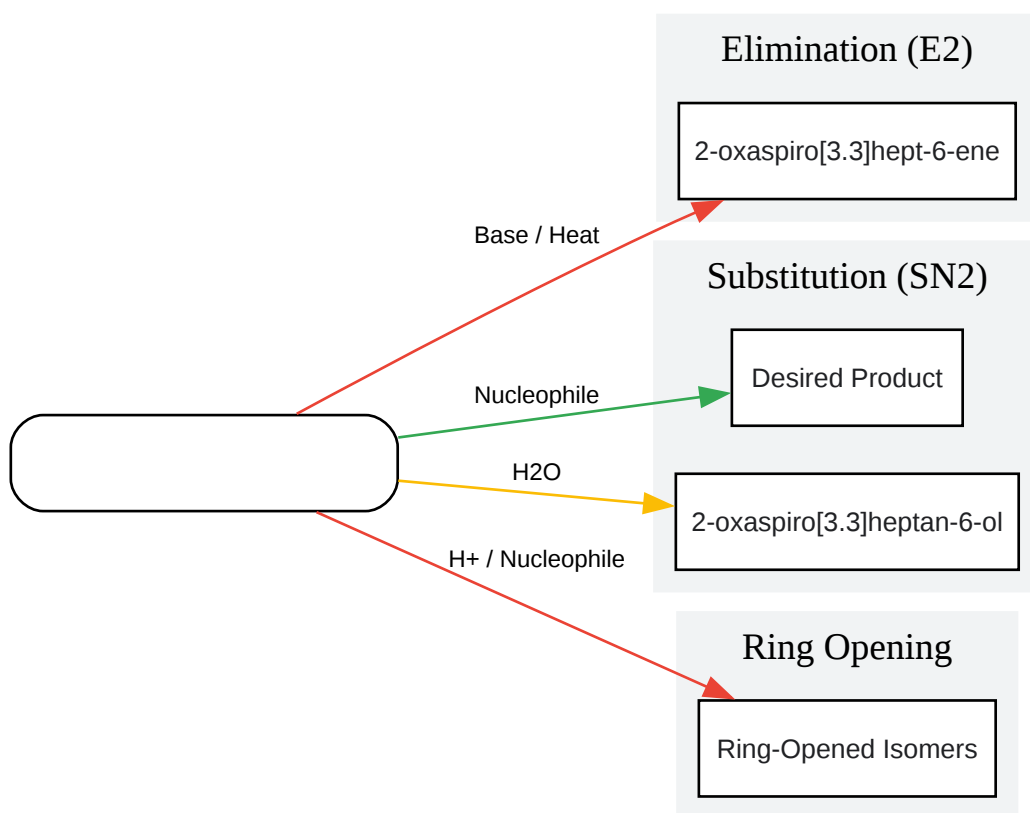 Elimination (E2)
2-oxaspiro[3.3]hept-6-ene
Base / Heat
Substitution (SN2)
Desired Product
Nucleophile
H2O
2-oxaspiro[3.3]heptan-6-ol
H+ / Nucleophile
Ring Opening
Ring-Opened Isomers